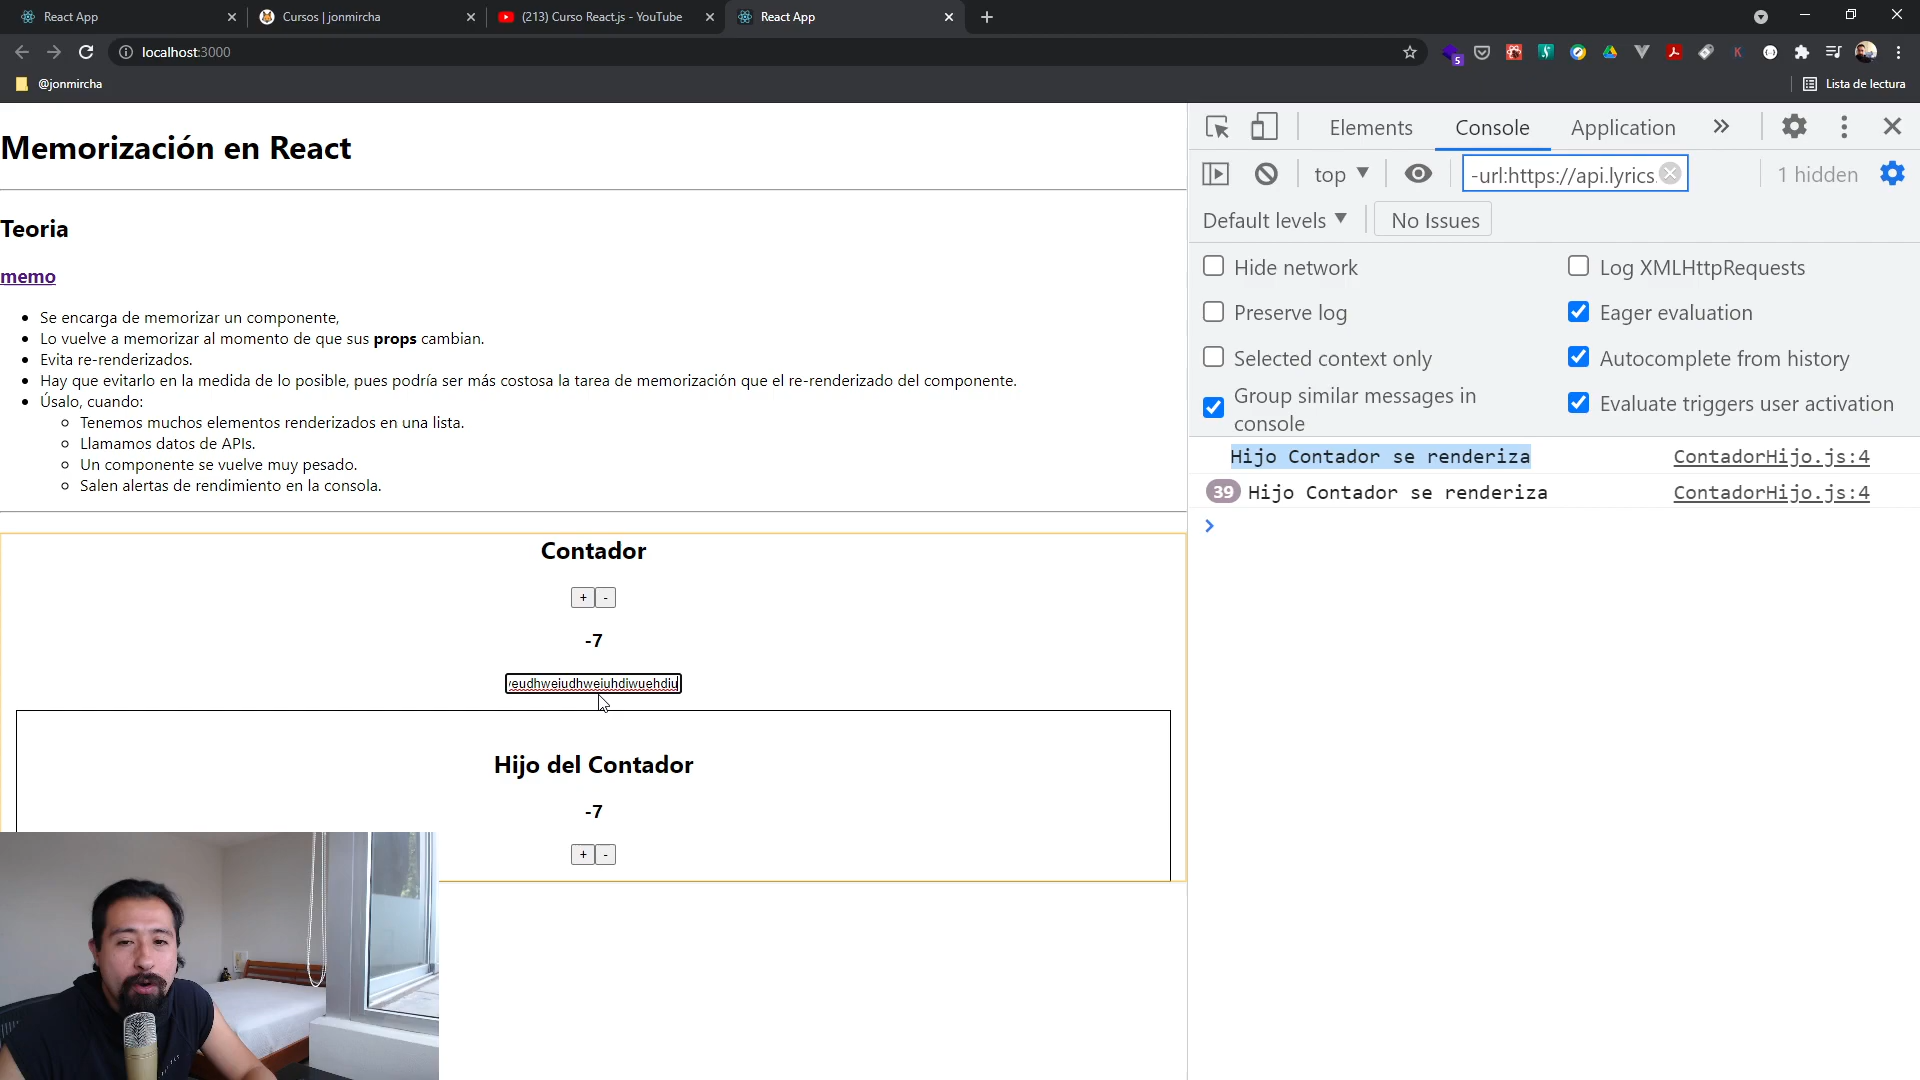 React App
Cursos | jonmircha
(213) Curso React.js - YouTube
React App
localhost:3000
5
@jonmircha
Lista de lectura
Memorización en React
Teoria
memo
Se encarga de memorizar un componente,
Lo vuelve a memorizar al momento de que sus props cambian.
Evita re-renderizados.
Hay que evitarlo en la medida de lo posible, pues podría ser más costosa la tarea de memorización que el re-renderizado del componente.
Úsalo, cuando:
Tenemos muchos elementos renderizados en una lista.
Llamamos datos de APIs.
Un componente se vuelve muy pesado.
Salen alertas de rendimiento en la consola.
Contador
+ -
-7
eudhweiudhweiuhdiwuehdiu
Hijo del Contador
-7
+ -
Elements
Console
Application
top
-url:https://api.lyrics
1 hidden
Default levels
No Issues
Hide network
Log XMLHttpRequests
Preserve log
Eager evaluation
Selected context only
Autocomplete from history
Group similar messages in
console
Evaluate triggers user activation
Hijo Contador se renderiza ContadorHijo.js:4
39 Hijo Contador se renderiza ContadorHijo.js:4